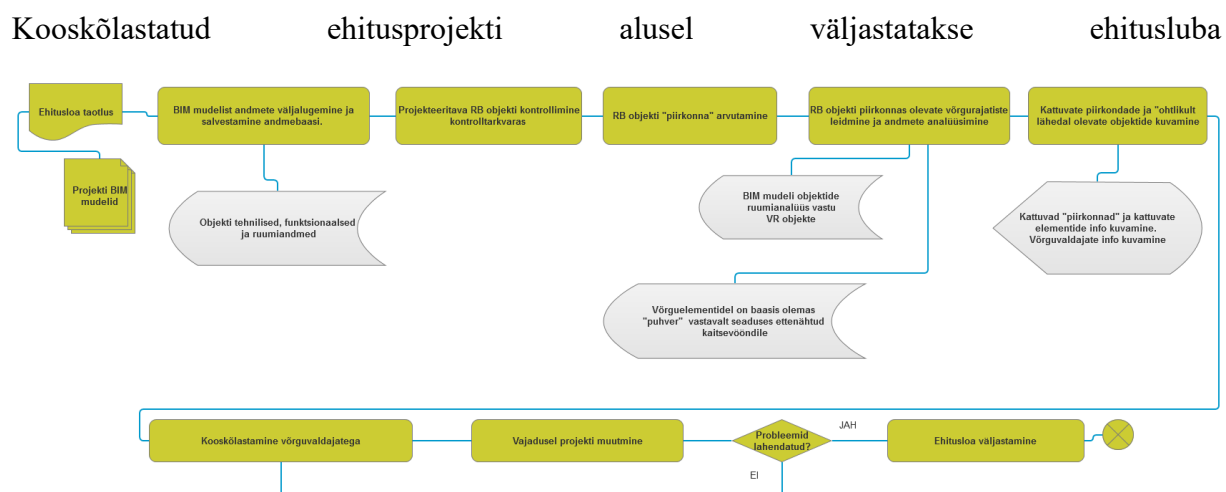 Kooskõlastatud ehitusprojekti alusel väljastatakse ehitusluba
Ehitusloa taotlus
BIM mudelist andmete väljalugemine ja
salvestamine andmebaasi.
Projekteeritava RB objekti kontrollimine
kontrolltarkvaras
RB objekti "piirkonna" arvutamine
RB objekti piirkonnas olevate võrgurajatiste
leidmine ja andmete analüüsimine
Kattuvate piirkondade ja "ohtlikult
lähedal olevate objektide kuvamine
Projekti BIM
mudelid
Objekti tehnilised, funktsionaalsed
ja ruumiandmed
BIM mudeli objektide
ruumianalüüs vastu
VR objekte
Kattuvad "piirkonnad" ja kattuvate
elementide info kuvamine.
Võrguvaldajate info kuvamine
Võrguelementidel on baasis olemas
"puhver" vastavalt seaduses ettenähtud
kaitsevööndile
Kooskõlastamine võrguvaldajatega
Vajadusel projekti muutmine
Probleemid
lahendatud?
JAH
Ehitusloa väljastamine
EI